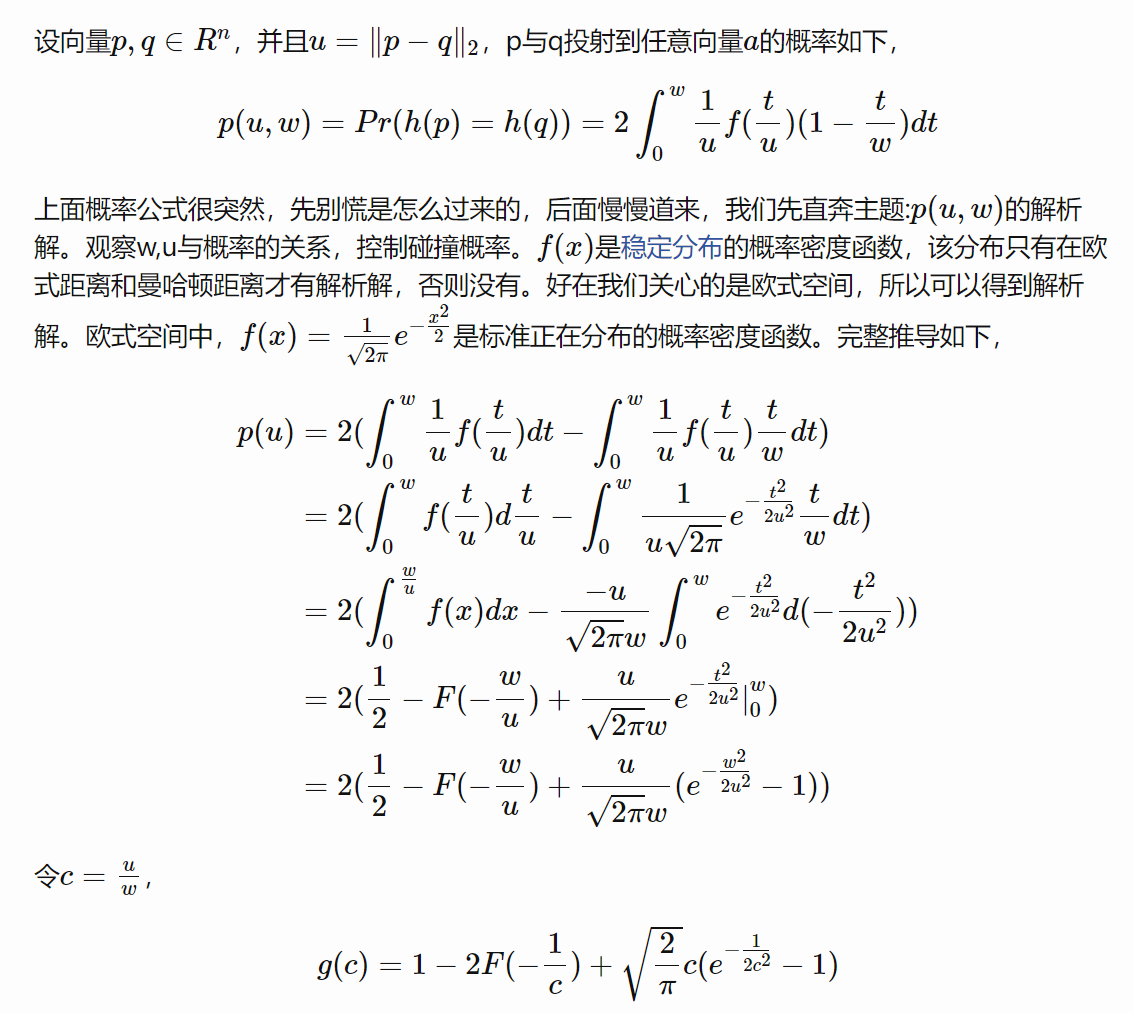 设向量$p, q \in R^n$，并且$u = \|p - q\|_2$，p与q投射到任意向量$a$的概率如下，
$p(u, w) = Pr(h(p) = h(q)) = 2 \int_0^w \frac{1}{u} f(\frac{t}{u})(1 - \frac{t}{w})dt$
上面概率公式很突然，先别慌是怎么过来的，后面慢慢道来，我们先直奔主题:$p(u, w)$的解析
解。观察w,u与概率的关系，控制碰撞概率。$f(x)$是稳定分布的概率密度函数，该分布只有在欧
式距离和曼哈顿距离才有解析解，否则没有。好在我们关心的是欧式空间，所以可以得到解析
解。欧式空间中，$f(x) = \frac{1}{\sqrt{2\pi}} e^{-\frac{x^2}{2}}$是标准正在分布的概率密度函数。完整推导如下，
$p(u) = 2(\int_0^w \frac{1}{u} f(\frac{t}{u})dt - \int_0^w \frac{1}{u} f(\frac{t}{u})\frac{t}{w}dt)$
$= 2(\int_0^w f(\frac{t}{u})d\frac{t}{u} - \int_0^w \frac{1}{u\sqrt{2\pi}} e^{-\frac{t^2}{2u^2}} \frac{t}{w}dt)$
$= 2(\int_0^{\frac{w}{u}} f(x)dx - \frac{-u}{\sqrt{2\pi}w} \int_0^w e^{-\frac{t^2}{2u^2}} d(-\frac{t^2}{2u^2}))$
$= 2(\frac{1}{2} - F(-\frac{w}{u}) + \frac{u}{\sqrt{2\pi}w} e^{-\frac{t^2}{2u^2}} |_0^w)$
$= 2(\frac{1}{2} - F(-\frac{w}{u}) + \frac{u}{\sqrt{2\pi}w} (e^{-\frac{w^2}{2u^2}} - 1))$
令$c = \frac{u}{w}$，
$g(c) = 1 - 2F(-\frac{1}{c}) + \sqrt{\frac{2}{\pi}} c(e^{-\frac{1}{2c^2}} - 1)$